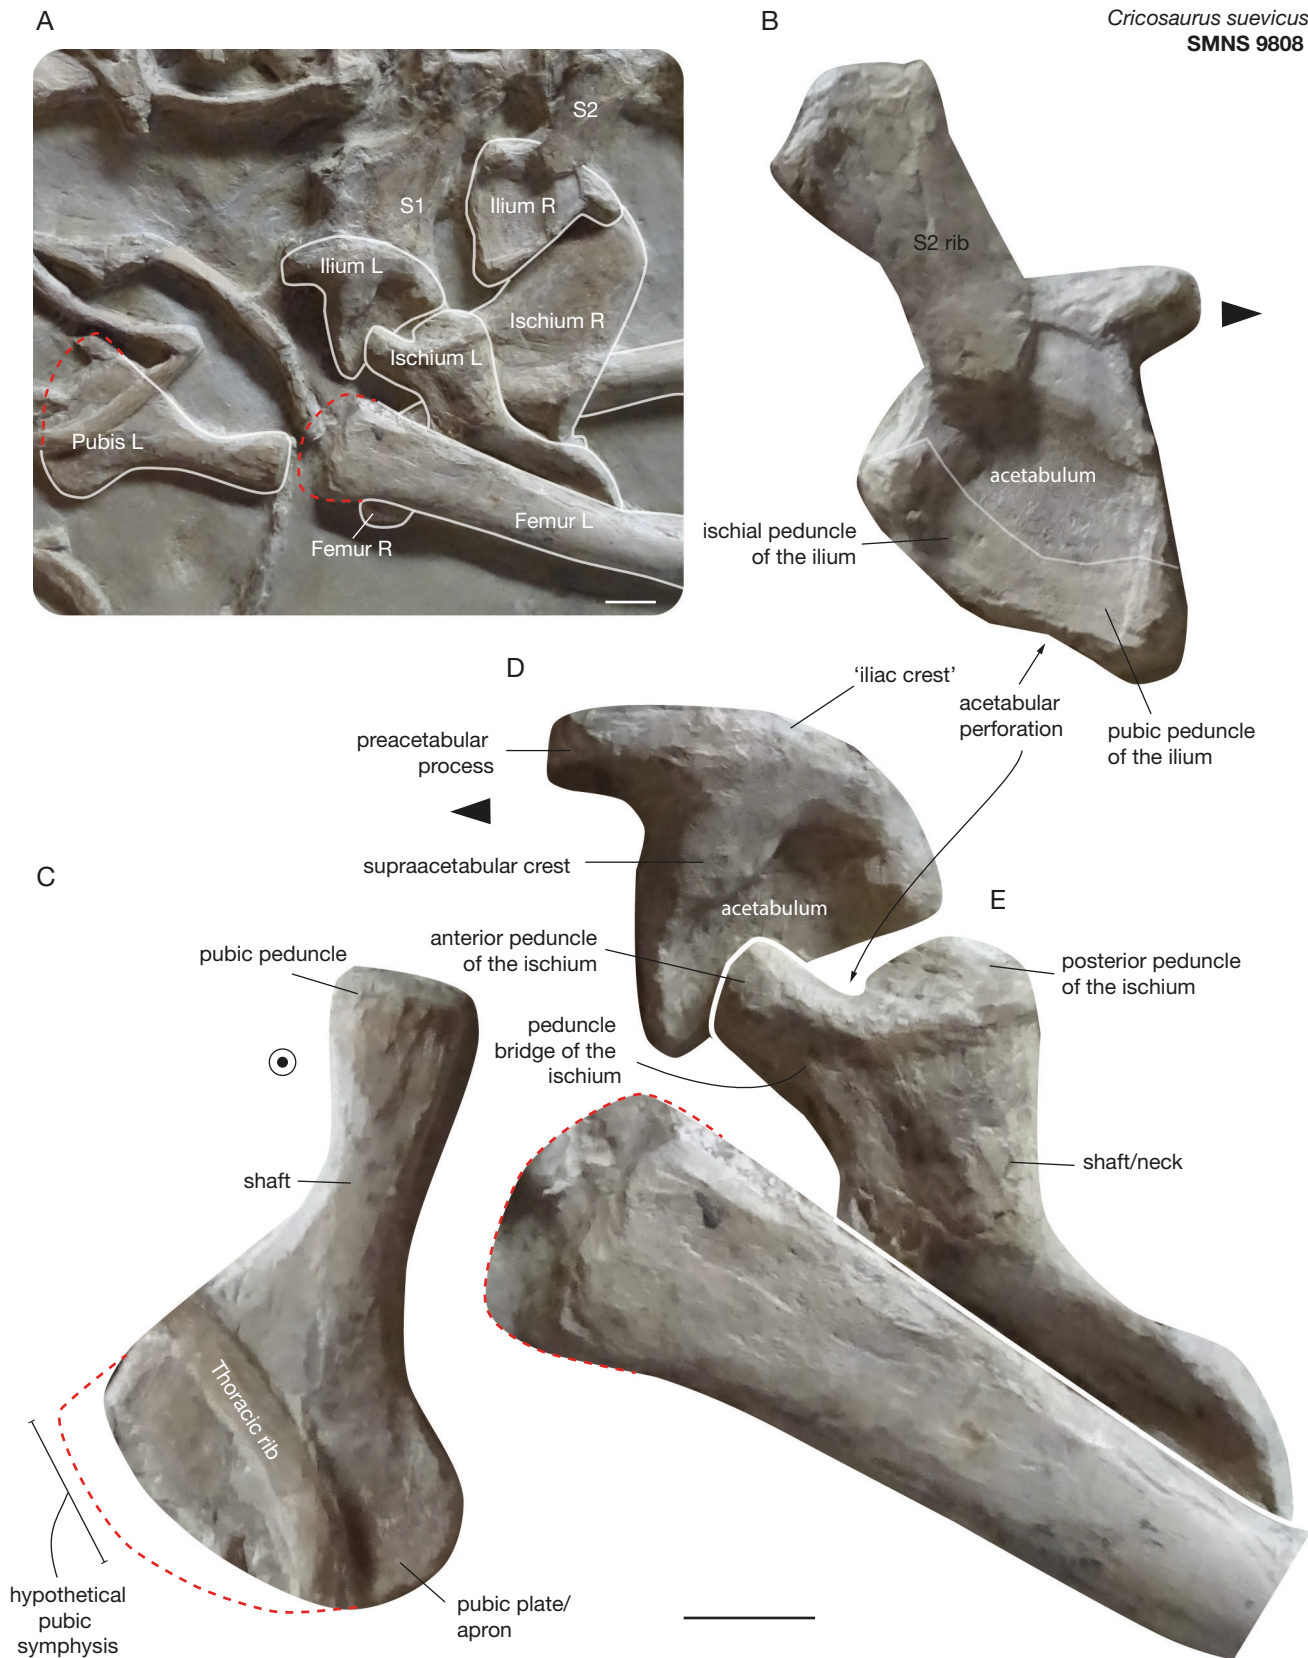 A
B
Cricosaurus suevicus
SMNS 9808
S2
S1
Ilium R
Ilium L
Ischium R
Ischium L
Pubis L
Femur L
Femur R
S2 rib
acetabulum
ischial peduncle
of the ilium
D
'iliac crest'
acetabular
perforation
pubic peduncle
of the ilium
preacetabular
process
supraacetabular crest
C
acetabulum
E
anterior peduncle
of the ischium
pubic peduncle
posterior peduncle
of the ischium
peduncle
bridge of the
ischium
shaft
shaft/neck
Thoracic rib
hypothetical
pubic
symphysis
pubic plate/
apron